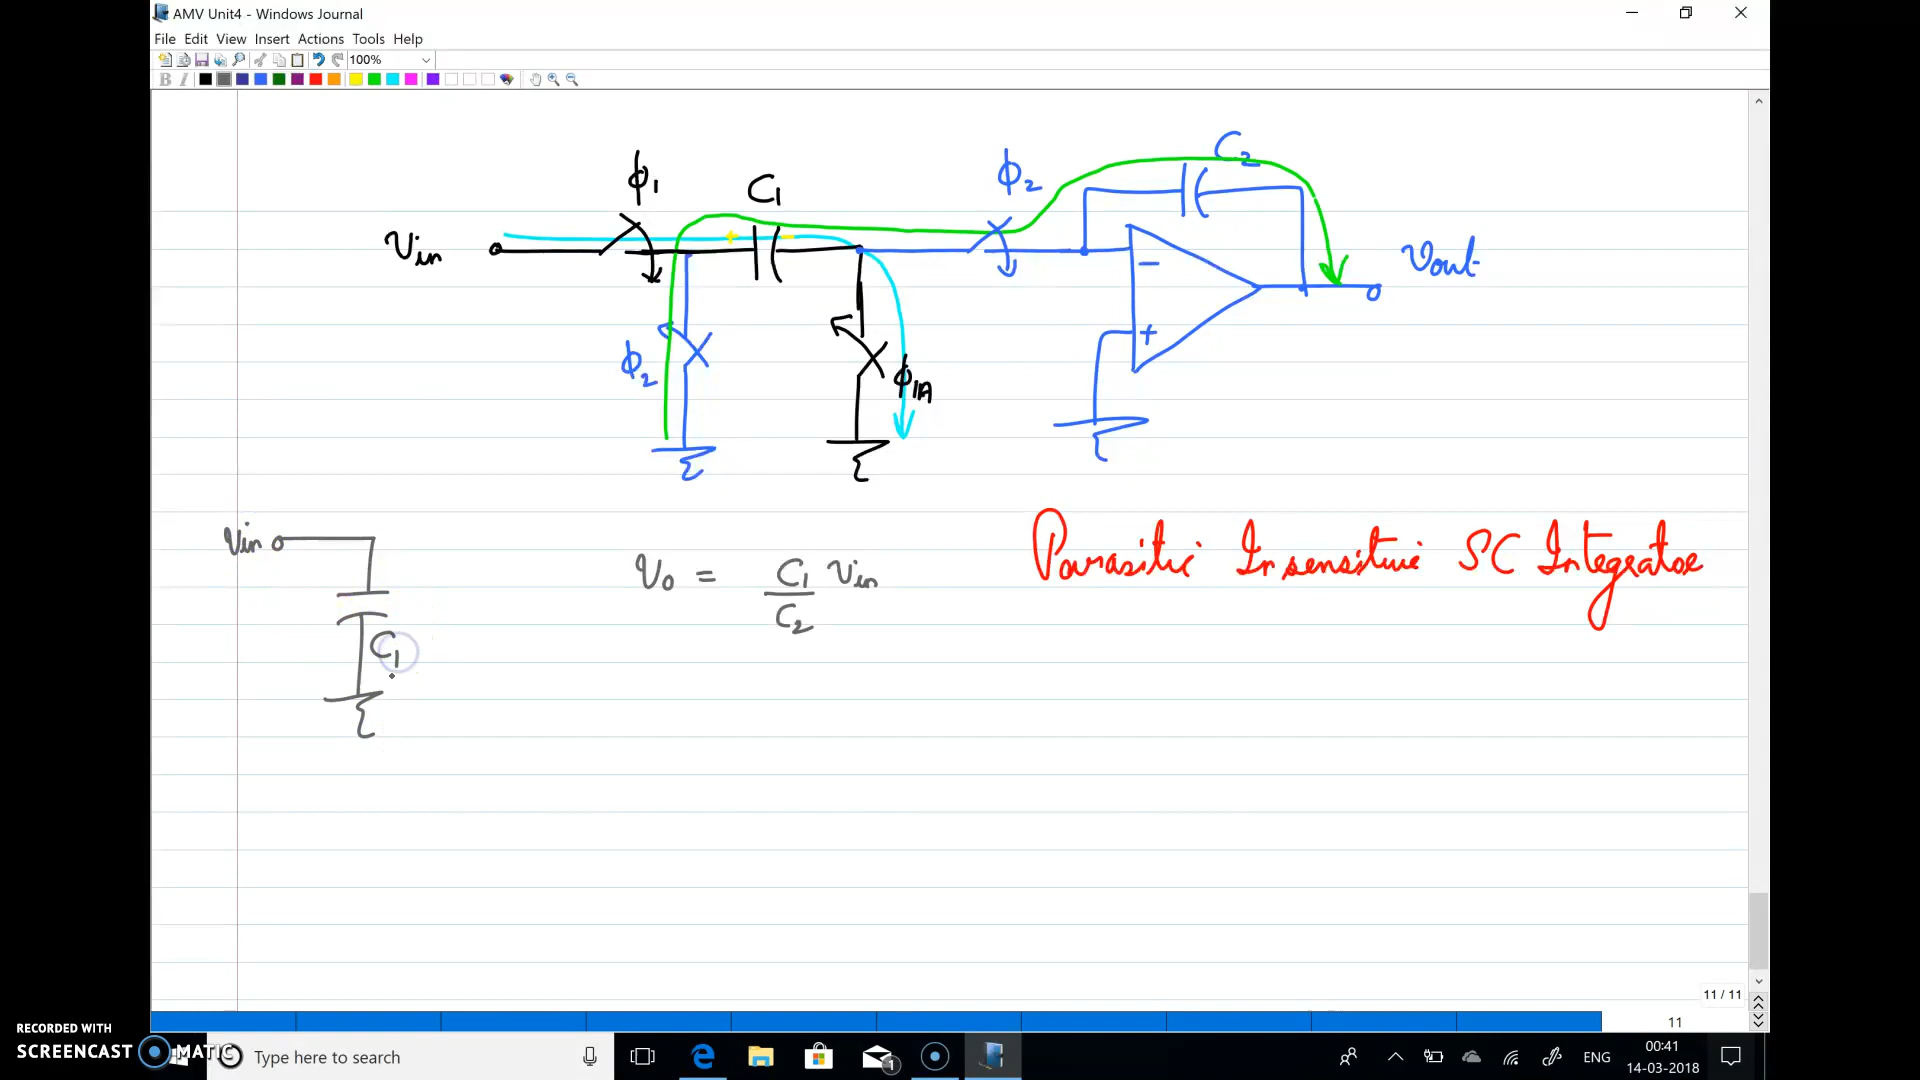 AMV Unit4 - Windows Journal
File Edit View Insert Actions Tools Help
100%
B I
C₂
ϕ₁ C₁ ϕ₂
Vin
Vout
−
+
ϕ₂
ϕ1A
Vin
Parasitic Insensitive SC Integrator
V₀ = C₁ Vin
C₂
C₁
11 / 11
11
RECORDED WITH
SCREENCAST MATIC
Type here to search
1
ENG
00:41
14-03-2018